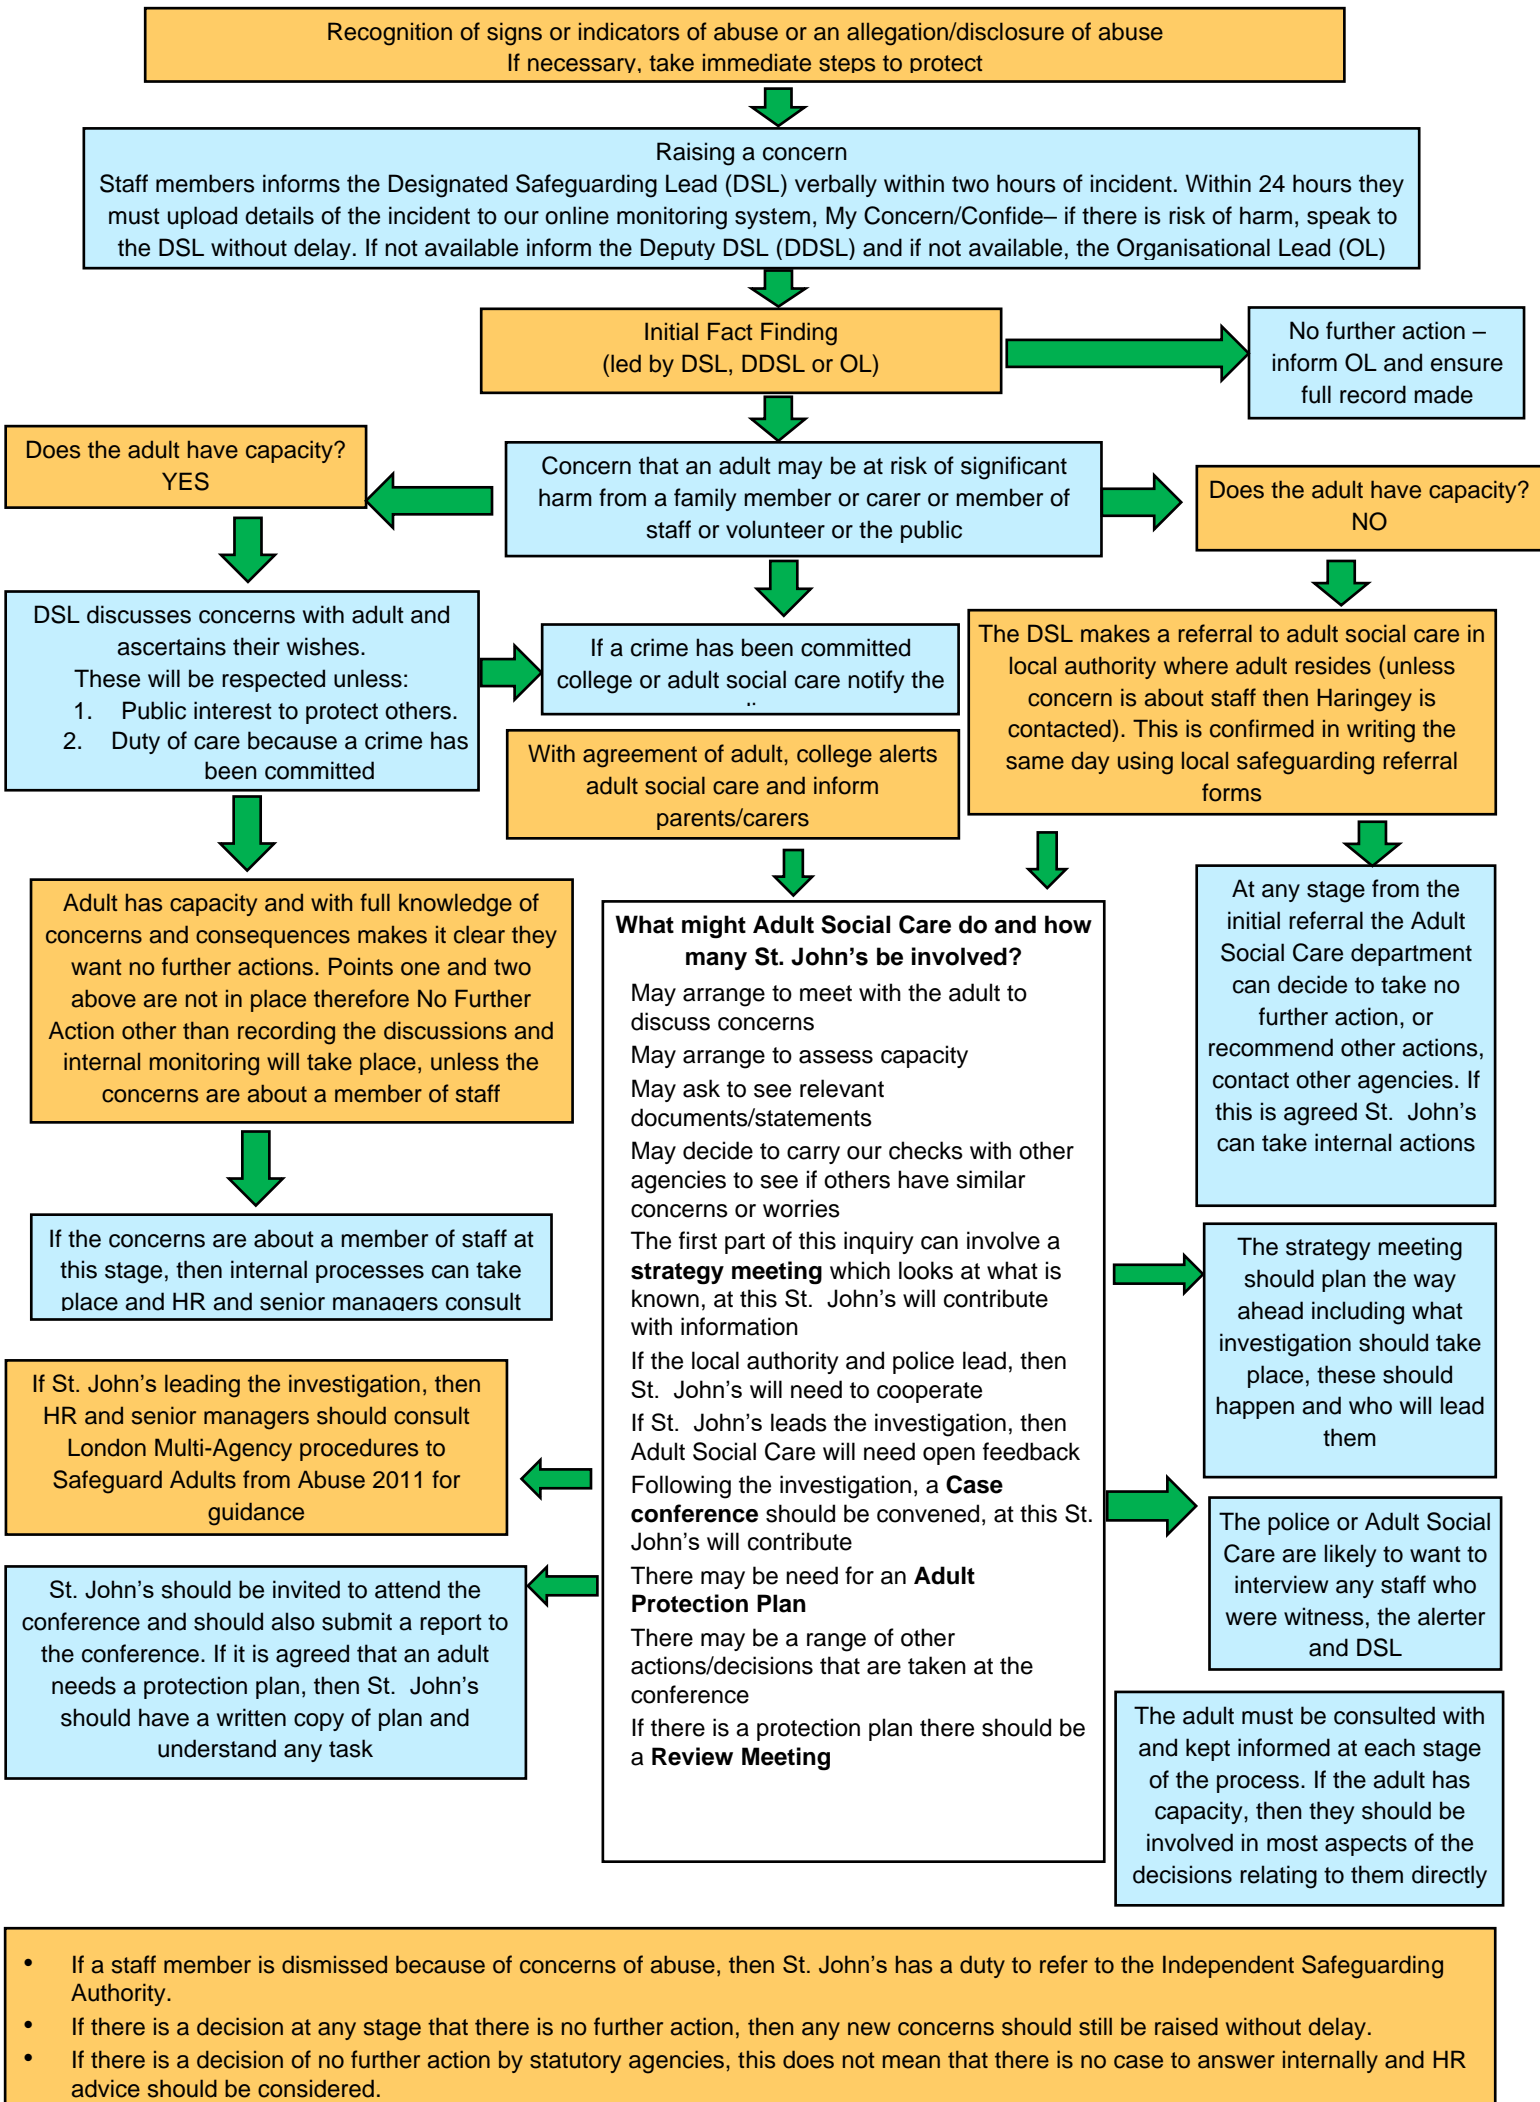 Recognition of signs or indicators of abuse or an allegation/disclosure of abuse
If necessary, take immediate steps to protect
Raising a concern
Staff members informs the Designated Safeguarding Lead (DSL) verbally within two hours of incident. Within 24 hours they
must upload details of the incident to our online monitoring system, My Concern/Confide– if there is risk of harm, speak to
the DSL without delay. If not available inform the Deputy DSL (DDSL) and if not available, the Organisational Lead (OL)
Initial Fact Finding
(led by DSL, DDSL or OL)
No further action –
inform OL and ensure
full record made
Does the adult have capacity?
YES
Concern that an adult may be at risk of significant
harm from a family member or carer or member of
staff or volunteer or the public
Does the adult have capacity?
NO
DSL discusses concerns with adult and
ascertains their wishes.
These will be respected unless:
1. Public interest to protect others.
2. Duty of care because a crime has
been committed
If a crime has been committed
college or adult social care notify the
The DSL makes a referral to adult social care in
local authority where adult resides (unless
concern is about staff then Haringey is
contacted). This is confirmed in writing the
same day using local safeguarding referral
forms
With agreement of adult, college alerts
adult social care and inform
parents/carers
Adult has capacity and with full knowledge of
concerns and consequences makes it clear they
want no further actions. Points one and two
above are not in place therefore No Further
Action other than recording the discussions and
internal monitoring will take place, unless the
concerns are about a member of staff
What might Adult Social Care do and how
many St. John's be involved?
May arrange to meet with the adult to
discuss concerns
May arrange to assess capacity
May ask to see relevant
documents/statements
May decide to carry our checks with other
agencies to see if others have similar
concerns or worries
The first part of this inquiry can involve a
strategy meeting which looks at what is
known, at this St. John's will contribute
with information
If the local authority and police lead, then
St. John's will need to cooperate
If St. John's leads the investigation, then
Adult Social Care will need open feedback
Following the investigation, a Case
conference should be convened, at this St.
John's will contribute
There may be need for an Adult
Protection Plan
There may be a range of other
actions/decisions that are taken at the
conference
If there is a protection plan there should be
a Review Meeting
At any stage from the
initial referral the Adult
Social Care department
can decide to take no
further action, or
recommend other actions,
contact other agencies. If
this is agreed St. John's
can take internal actions
If the concerns are about a member of staff at
this stage, then internal processes can take
place and HR and senior managers consult
The strategy meeting
should plan the way
ahead including what
investigation should take
place, these should
happen and who will lead
them
If St. John's leading the investigation, then
HR and senior managers should consult
London Multi-Agency procedures to
Safeguard Adults from Abuse 2011 for
guidance
The police or Adult Social
Care are likely to want to
interview any staff who
were witness, the alerter
and DSL
St. John's should be invited to attend the
conference and should also submit a report to
the conference. If it is agreed that an adult
needs a protection plan, then St. John's
should have a written copy of plan and
understand any task
The adult must be consulted with
and kept informed at each stage
of the process. If the adult has
capacity, then they should be
involved in most aspects of the
decisions relating to them directly
• If a staff member is dismissed because of concerns of abuse, then St. John's has a duty to refer to the Independent Safeguarding
Authority.
• If there is a decision at any stage that there is no further action, then any new concerns should still be raised without delay.
• If there is a decision of no further action by statutory agencies, this does not mean that there is no case to answer internally and HR
advice should be considered.